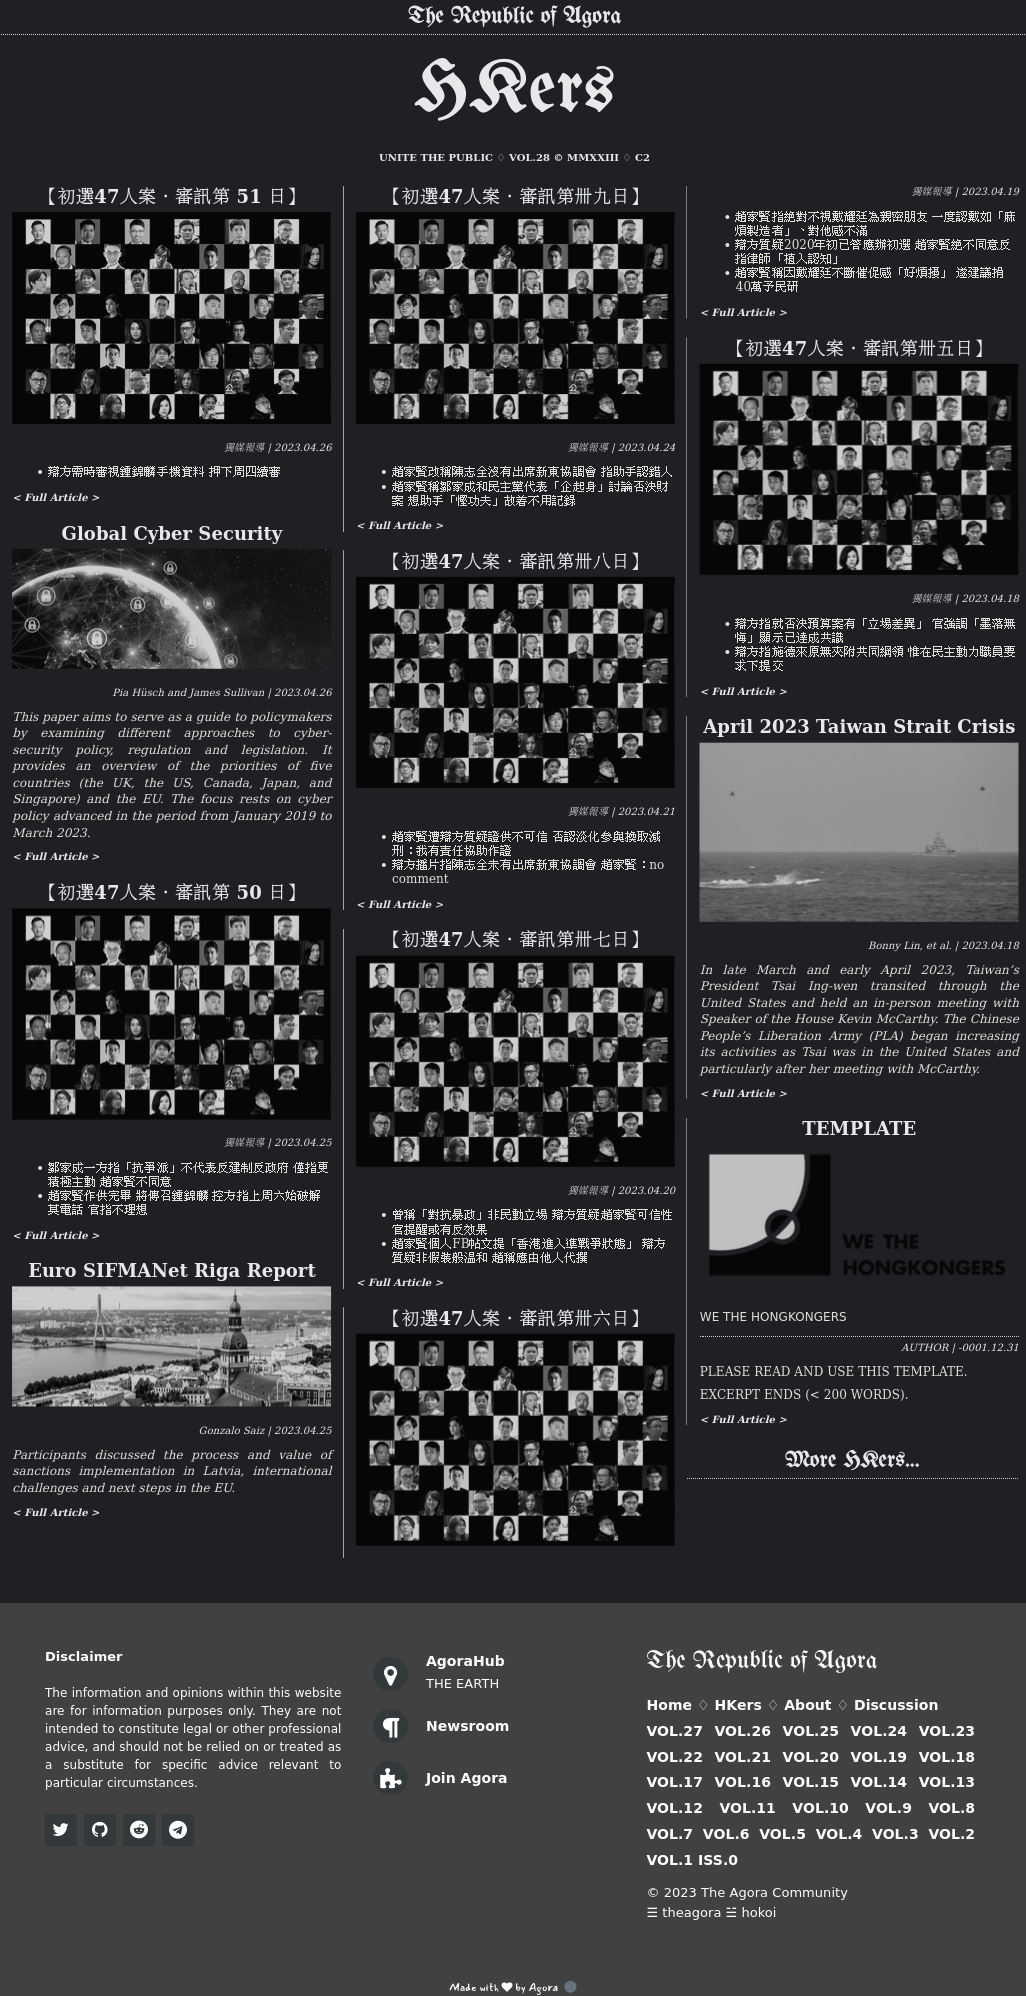 The Republic of Agora
HKers
UNITE THE PUBLIC ♢ VOL.28 © MMXXIII ♢ C2
【初選47人案・審訊第 51 日】
獨媒報導 | 2023.04.26
• 辯方需時審視鍾錦麟手機資料 押下周四續審
< Full Article >
Global Cyber Security
Pia Hüsch and James Sullivan | 2023.04.26
This paper aims to serve as a guide to policymakers
by examining different approaches to cyber-
security policy, regulation and legislation. It
provides an overview of the priorities of five
countries (the UK, the US, Canada, Japan, and
Singapore) and the EU. The focus rests on cyber
policy advanced in the period from January 2019 to
March 2023.
< Full Article >
【初選47人案・審訊第 50 日】
獨媒報導 | 2023.04.25
• 鄒家成一方指「抗爭派」不代表反建制反政府 僅指更
積極主動 趙家賢不同意
• 趙家賢作供完畢 將傳召鍾錦麟 控方指上周六始破解
其電話 官指不理想
< Full Article >
Euro SIFMANet Riga Report
Gonzalo Saiz | 2023.04.25
Participants discussed the process and value of
sanctions implementation in Latvia, international
challenges and next steps in the EU.
< Full Article >
【初選47人案・審訊第卌九日】
獨媒報導 | 2023.04.24
• 趙家賢改稱陳志全沒有出席新東協調會 指助手認錯人
• 趙家賢稱鄒家成和民主黨代表「企起身」討論否決財
案 想助手「慳功夫」故着不用記錄
< Full Article >
【初選47人案・審訊第卌八日】
獨媒報導 | 2023.04.21
• 趙家賢遭辯方質疑證供不可信 否認淡化參與換取減
刑：我有責任協助作證
• 辯方播片指陳志全未有出席新東協調會 趙家賢：no
comment
< Full Article >
【初選47人案・審訊第卌七日】
獨媒報導 | 2023.04.20
• 曾稱「對抗暴政」非民動立場 辯方質疑趙家賢可信性
官提醒或有反效果
• 趙家賢個人FB帖文提「香港進入準戰爭狀態」 辯方
質疑非假裝般溫和 趙稱應由他人代撰
< Full Article >
【初選47人案・審訊第卌六日】
獨媒報導 | 2023.04.19
• 趙家賢指絶對不視戴耀廷為親密朋友 一度認戴如「麻
煩製造者」、對他感不滿
• 辯方質疑2020年初已答應辦初選 趙家賢絶不同意反
指律師「植入認知」
• 趙家賢稱因戴耀廷不斷催促感「好煩擾」 遂建議捐
40萬予民研
< Full Article >
【初選47人案・審訊第卌五日】
獨媒報導 | 2023.04.18
• 辯方指就否決預算案有「立場差異」 官強調「墨落無
悔」顯示已達成共識
• 辯方指施德來原無夾附共同綱領 惟在民主動力職員要
求下提交
< Full Article >
April 2023 Taiwan Strait Crisis
Bonny Lin, et al. | 2023.04.18
In late March and early April 2023, Taiwan’s
President Tsai Ing-wen transited through the
United States and held an in-person meeting with
Speaker of the House Kevin McCarthy. The Chinese
People’s Liberation Army (PLA) began increasing
its activities as Tsai was in the United States and
particularly after her meeting with McCarthy.
< Full Article >
TEMPLATE
WE THE
HONGKONGERS
WE THE HONGKONGERS
AUTHOR | -0001.12.31
PLEASE READ AND USE THIS TEMPLATE.
EXCERPT ENDS (< 200 WORDS).
< Full Article >
More HKers...
Disclaimer
The information and opinions within this website
are for information purposes only. They are not
intended to constitute legal or other professional
advice, and should not be relied on or treated as
a substitute for specific advice relevant to
particular circumstances.
AgoraHub
THE EARTH
Newsroom
Join Agora
The Republic of Agora
Home ♢ HKers ♢ About ♢ Discussion
VOL.27 VOL.26 VOL.25 VOL.24 VOL.23
VOL.22 VOL.21 VOL.20 VOL.19 VOL.18
VOL.17 VOL.16 VOL.15 VOL.14 VOL.13
VOL.12 VOL.11 VOL.10 VOL.9 VOL.8
VOL.7 VOL.6 VOL.5 VOL.4 VOL.3 VOL.2
VOL.1 ISS.0
© 2023 The Agora Community
☰ theagora ☱ hokoi
Made with ❤ by Agora